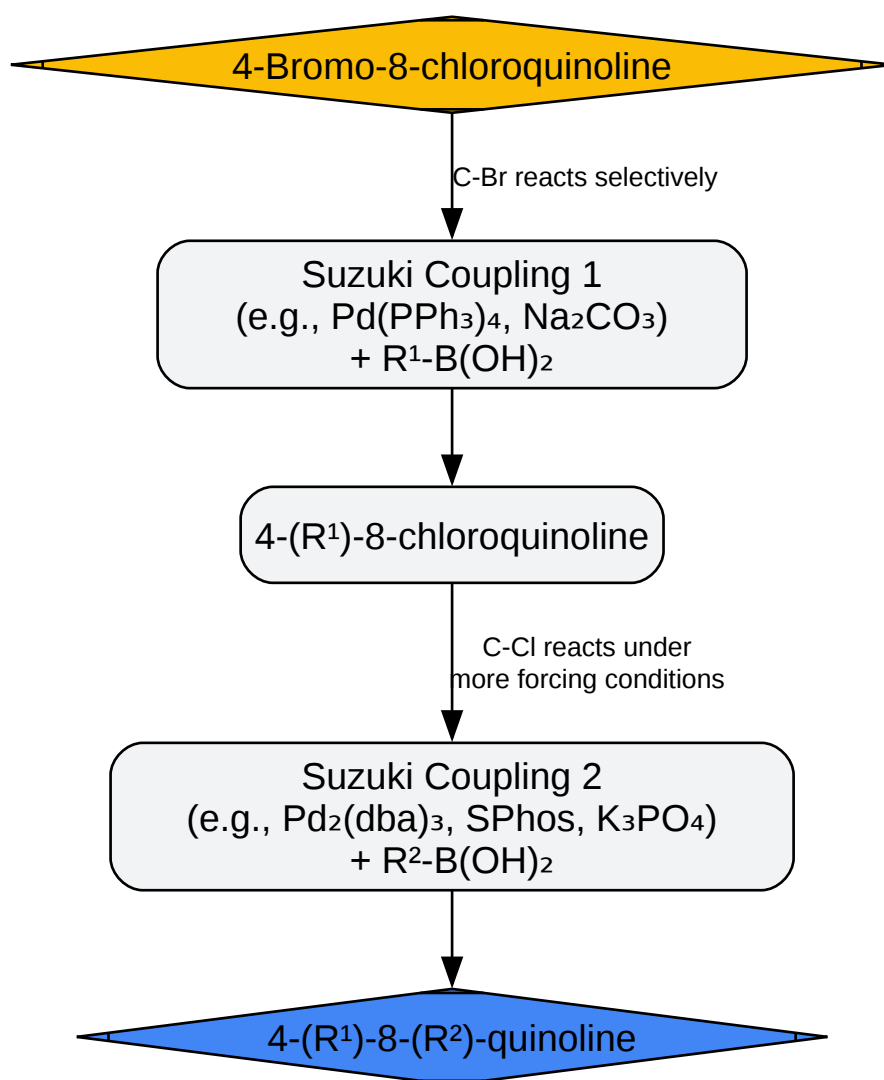 4-Bromo-8-chloroquinoline
C-Br reacts selectively
Suzuki Coupling 1
(e.g., Pd(PPh₃)₄, Na₂CO₃)
+ R¹-B(OH)₂
4-(R¹)-8-chloroquinoline
C-Cl reacts under
more forcing conditions
Suzuki Coupling 2
(e.g., Pd₂(dba)₃, SPhos, K₃PO₄)
+ R²-B(OH)₂
4-(R¹)-8-(R²)-quinoline